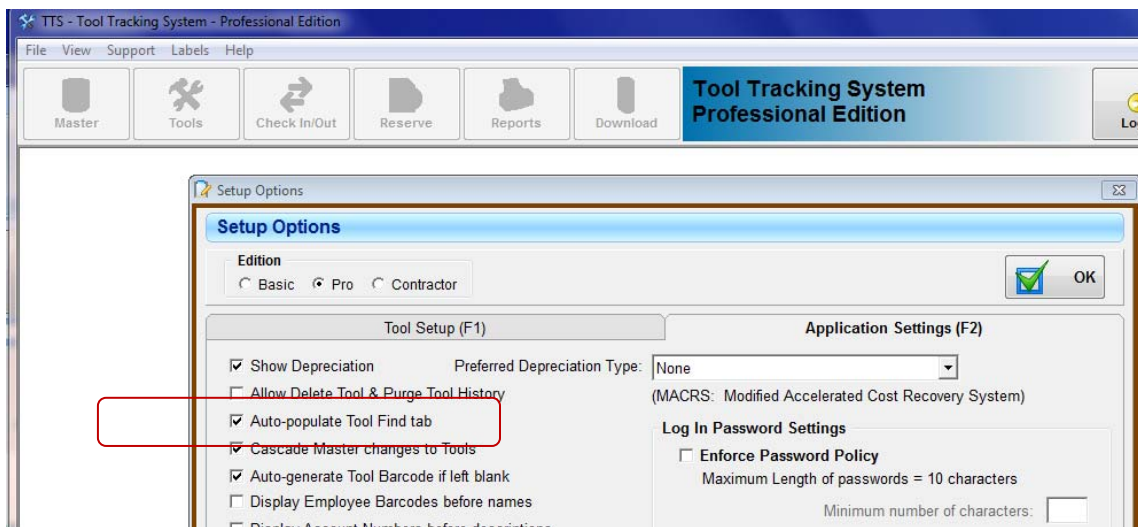 TTS - Tool Tracking System - Professional Edition
File View Support Labels Help
Master Tools Check In/Out Reserve Reports Download
Tool Tracking System
Professional Edition
Setup Options
Setup Options
Edition
Basic Pro Contractor
OK
Tool Setup (F1) Application Settings (F2)
Show Depreciation Preferred Depreciation Type: None
Allow Delete Tool & Purge Tool History (MACRS: Modified Accelerated Cost Recovery System)
Auto-populate Tool Find tab
Log In Password Settings
Cascade Master changes to Tools
Enforce Password Policy
Auto-generate Tool Barcode if left blank
Maximum Length of passwords = 10 characters
Display Employee Barcodes before names
Minimum number of characters:
Display Account Numbers before descriptions